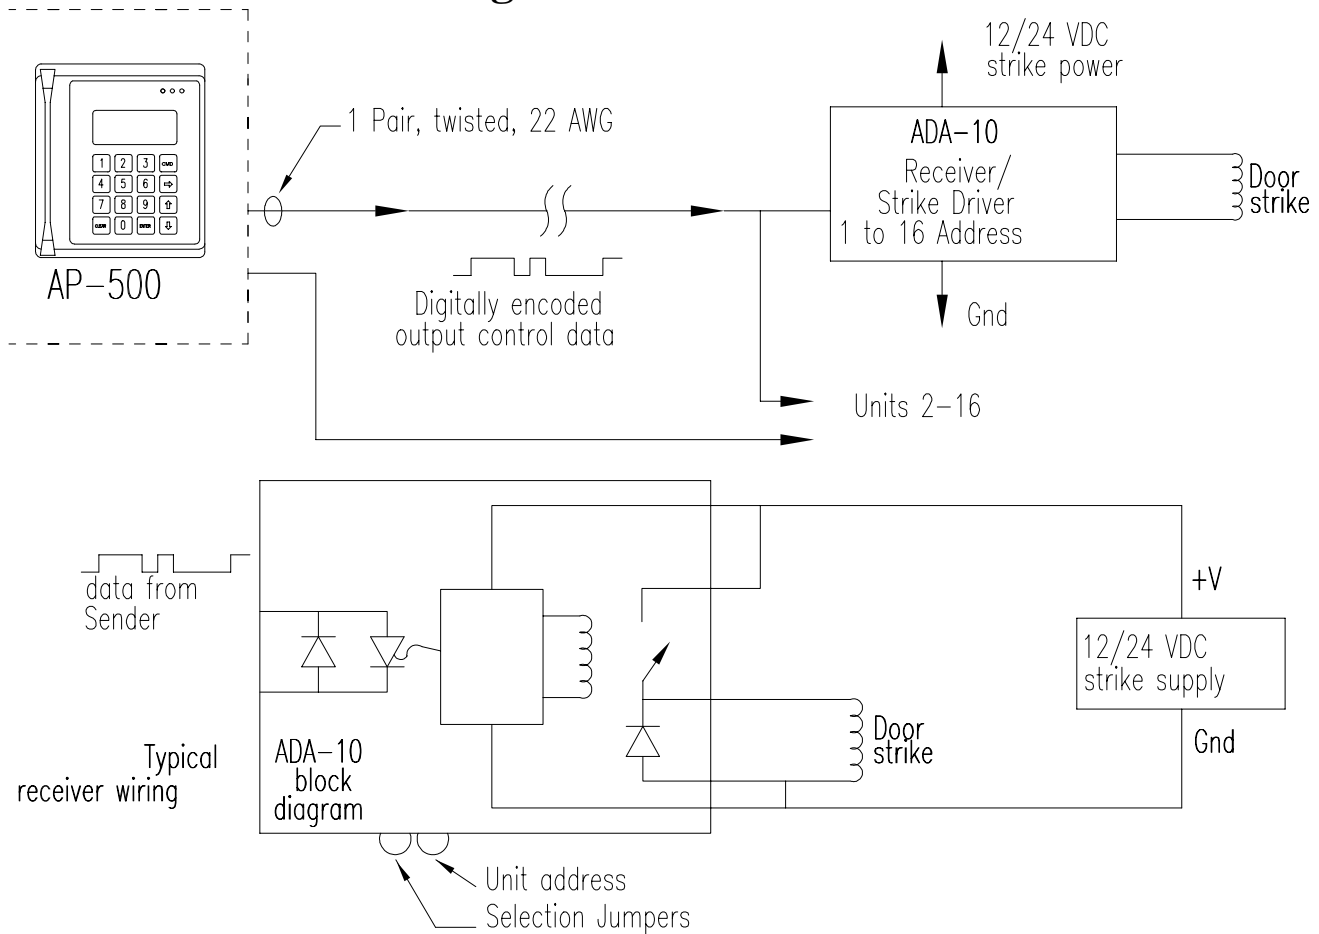 g
12/24 VDC
strike power
1 Pair, twisted, 22 AWG
ADA-10
Receiver/
Strike Driver
1 to 16 Address
Door
strike
1 2 3 CMD
4 5 6 ⇨
7 8 9 ⇧
CLEAR 0 ENTER ⇩
AP-500
Digitally encoded
output control data
Gnd
Units 2-16
data from
Sender
+V
12/24 VDC
strike supply
Gnd
Door
strike
Typical
receiver wiring
ADA-10
block
diagram
Unit address
Selection Jumpers